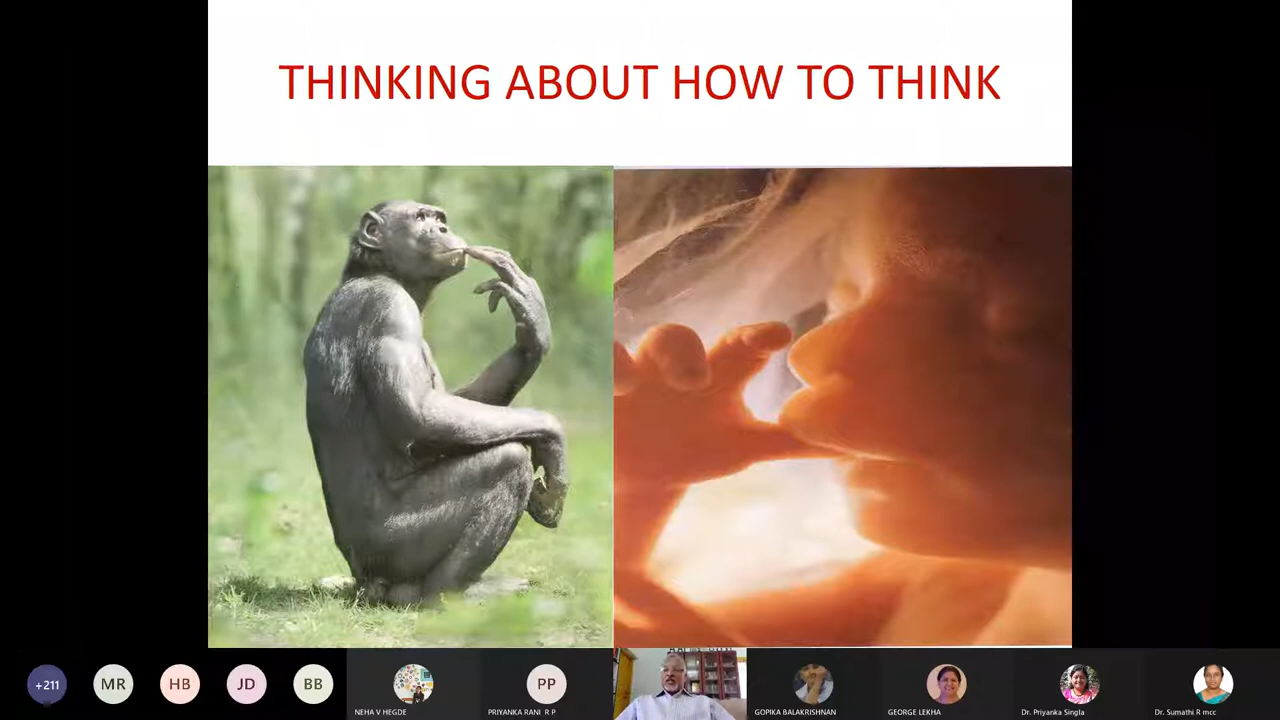 THINKING ABOUT HOW TO THINK
+211
MR
HB
JD
BB
NEHA V HEGDE
PP
PRIYANKA RANI R P
GOPIKA BALAKRISHNAN
GEORGE LEKHA
Dr. Priyanka Singla
Dr. Sumathi R mcc